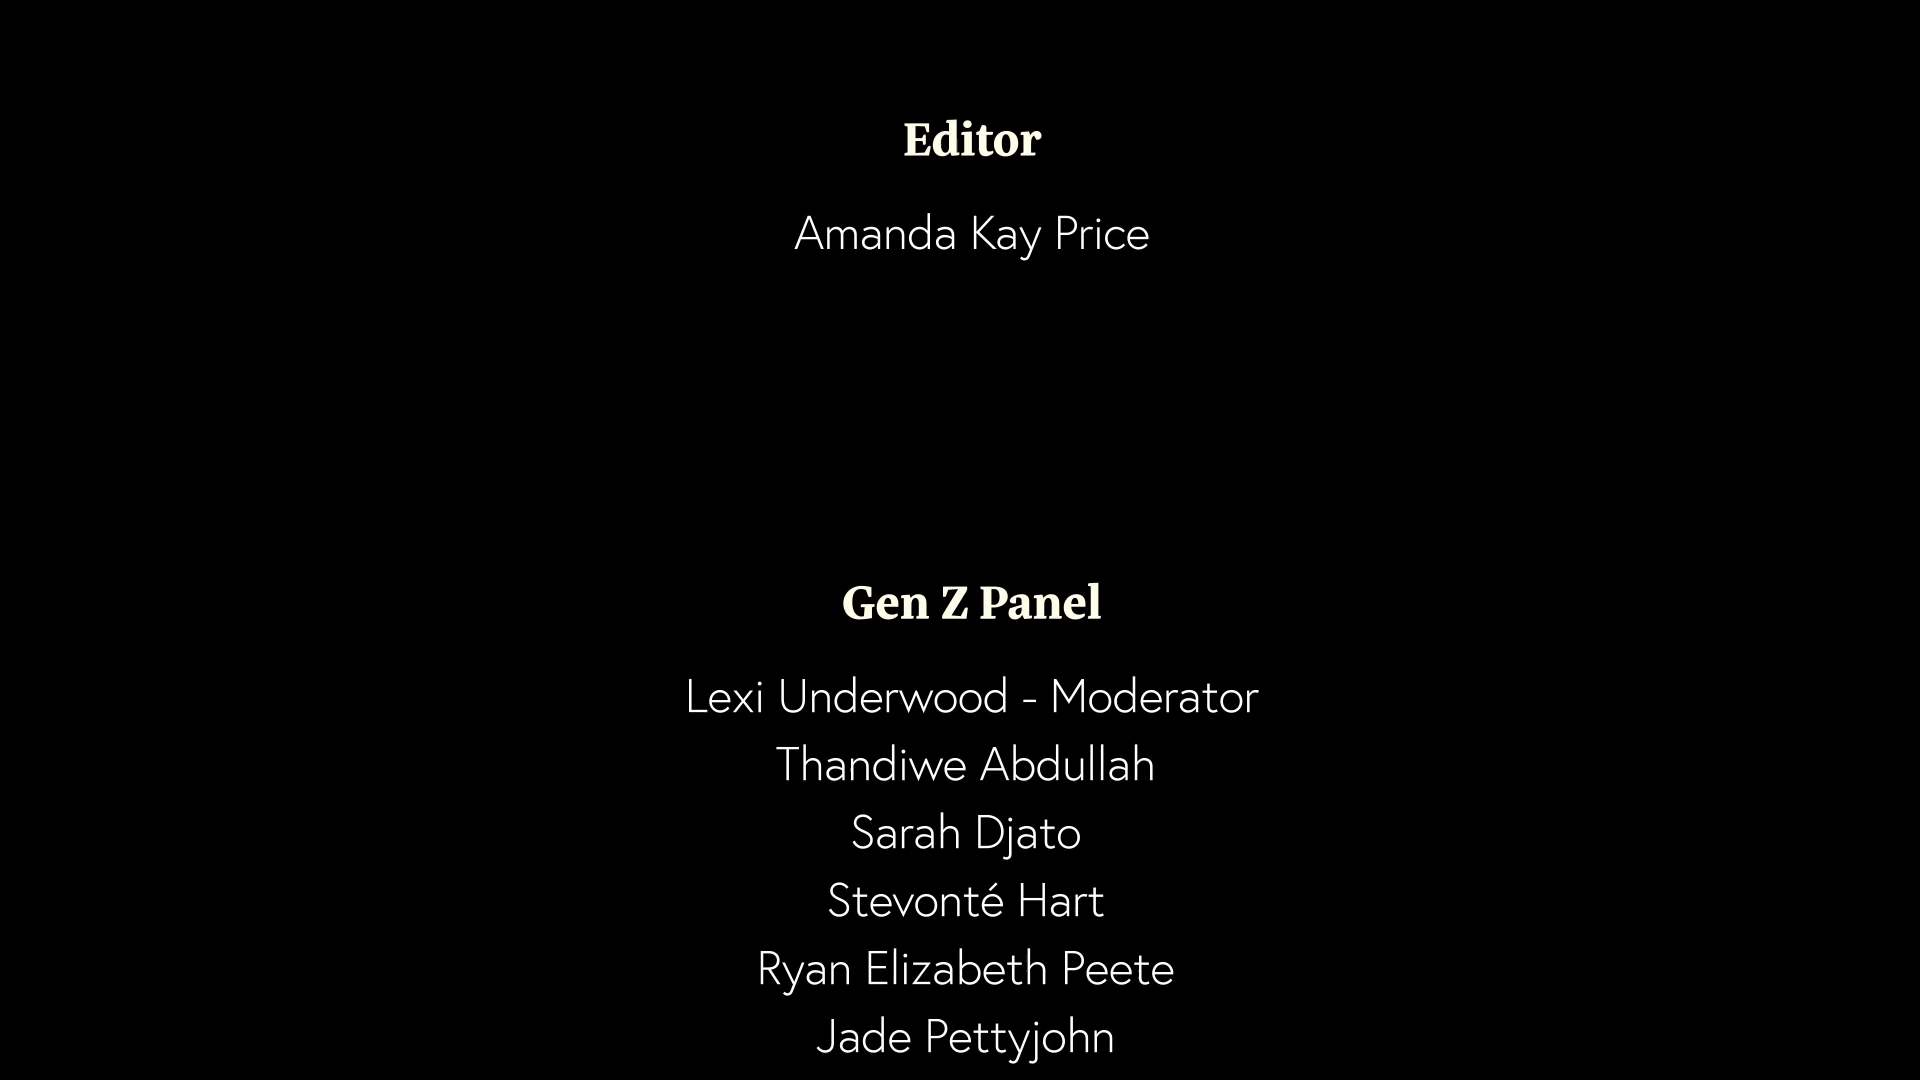 Editor
Amanda Kay Price
Gen Z Panel
Lexi Underwood - Moderator
Thandiwe Abdullah
Sarah Djato
Stevonté Hart
Ryan Elizabeth Peete
Jade Pettyjohn